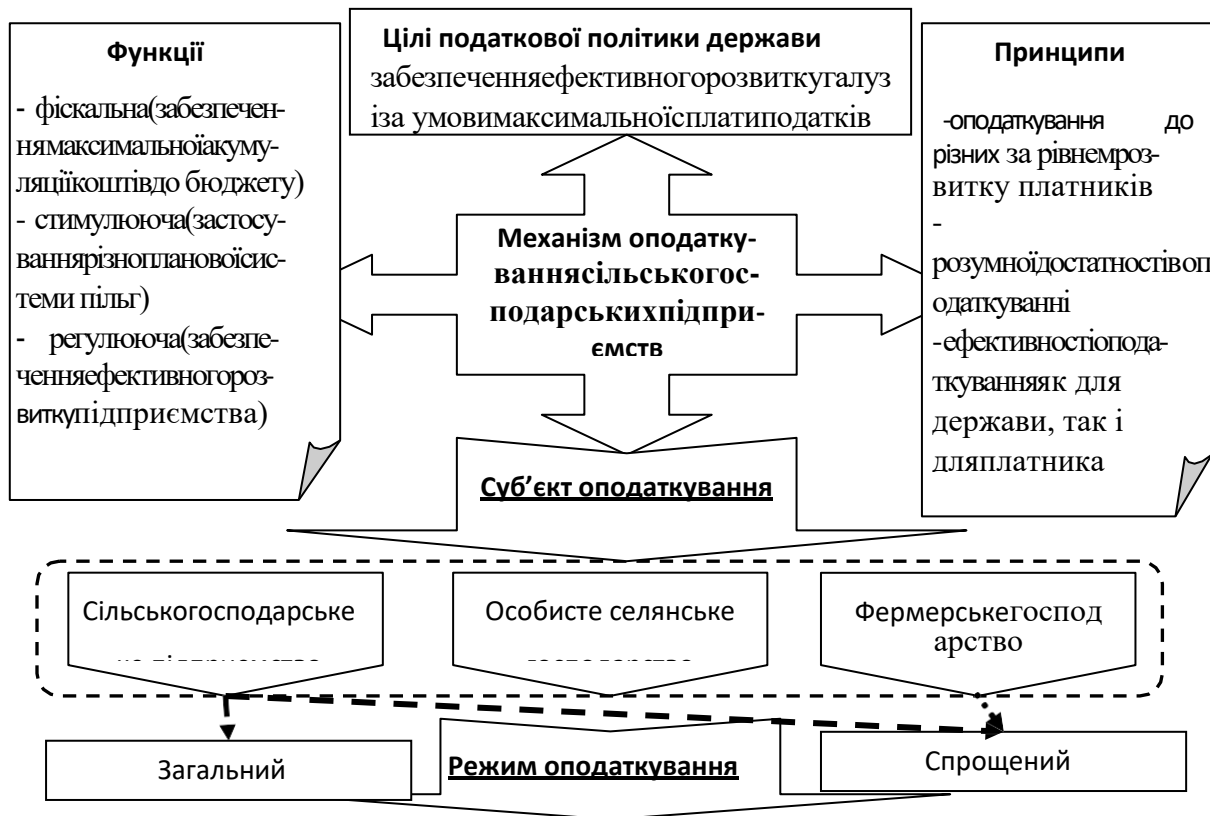 Функції
- фіскальна(забезпечен-
нямаксимальноїакуму-
ляціїкоштівдо бюджету)
- стимулююча(застосу-
ваннярізноплановоїсис-
теми пільг)
- регулююча(забезпе-
ченняефективногороз-
виткупідприємства)
Цілі податкової політики держави
забезпеченняефективногорозвиткугалуз
іза умовимаксимальноїсплатиподатків
Принципи
-оподаткування до
різних за рівнемроз-
витку платників
-
розумноїдостатностівоп
одаткуванні
-ефективностіопода-
ткуванняяк для
держави, так і
дляплатника
Механізм оподатку-
ваннясільськогос-
подарськихпідпри-
ємств
Суб’єкт оподаткування
Сільськогосподарське
Особисте селянське
Фермерськегоспод
арство
Загальний
Режим оподаткування
Спрощений